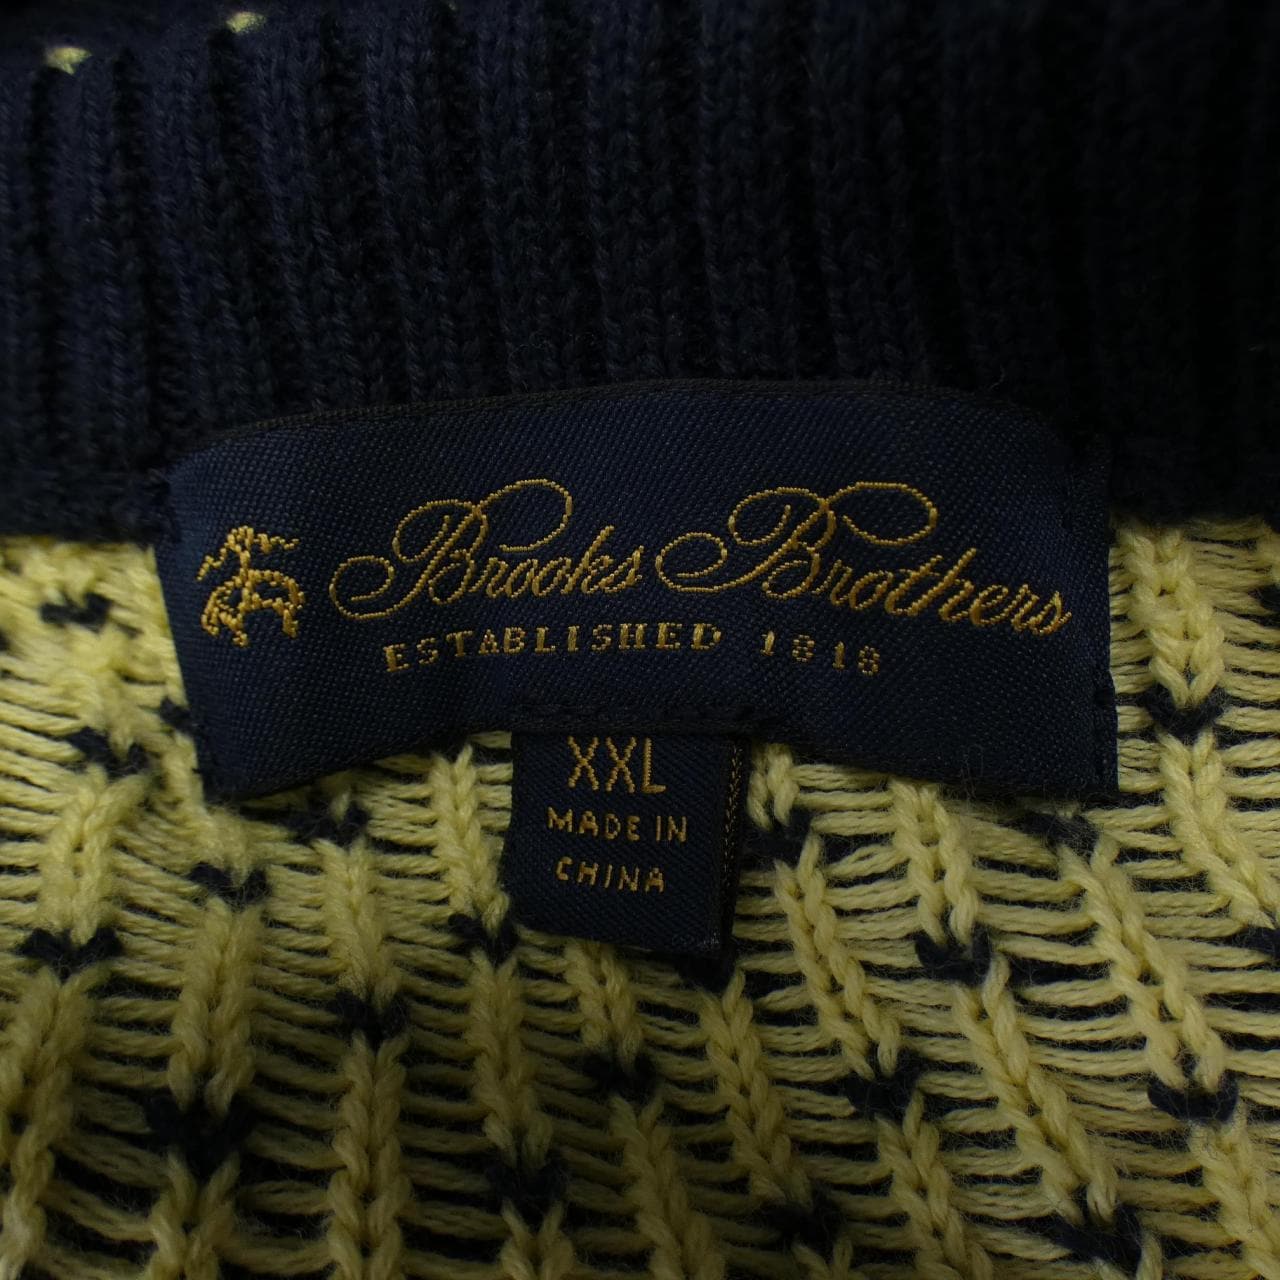 Brooks Brothers
ESTABLISHED 1818
XXL
MADE IN
CHINA